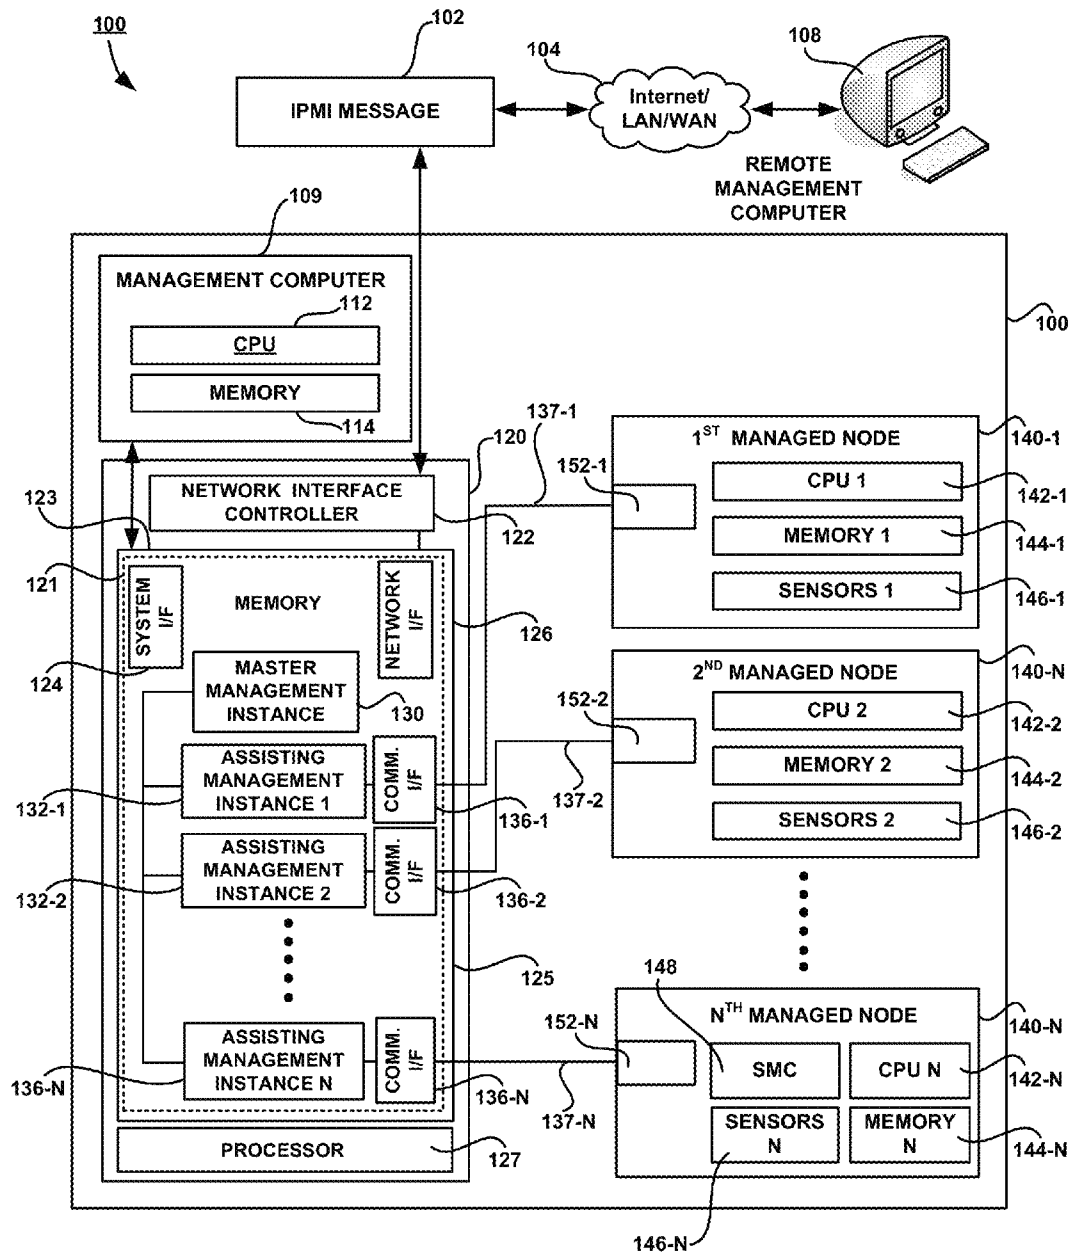 100
102
IPMI MESSAGE
104
Internet/
LAN/WAN
108
REMOTE
MANAGEMENT
COMPUTER
109
MANAGEMENT COMPUTER
112
CPU
MEMORY
114
100
120
NETWORK INTERFACE
CONTROLLER
122
123
121
SYSTEM
I/F
124
MEMORY
NETWORK
I/F
126
MASTER
MANAGEMENT
INSTANCE
130
ASSISTING
MANAGEMENT
INSTANCE 1
132-1
COMM.
I/F
136-1
ASSISTING
MANAGEMENT
INSTANCE 2
132-2
COMM.
I/F
136-2
125
ASSISTING
MANAGEMENT
INSTANCE N
136-N
COMM.
I/F
136-N
PROCESSOR
127
137-1
152-1
1ST MANAGED NODE
140-1
CPU 1
142-1
MEMORY 1
144-1
SENSORS 1
146-1
137-2
152-2
2ND MANAGED NODE
140-N
CPU 2
142-2
MEMORY 2
144-2
SENSORS 2
146-2
137-N
152-N
148
NTH MANAGED NODE
140-N
SMC
CPU N
142-N
SENSORS
N
MEMORY
N
144-N
146-N